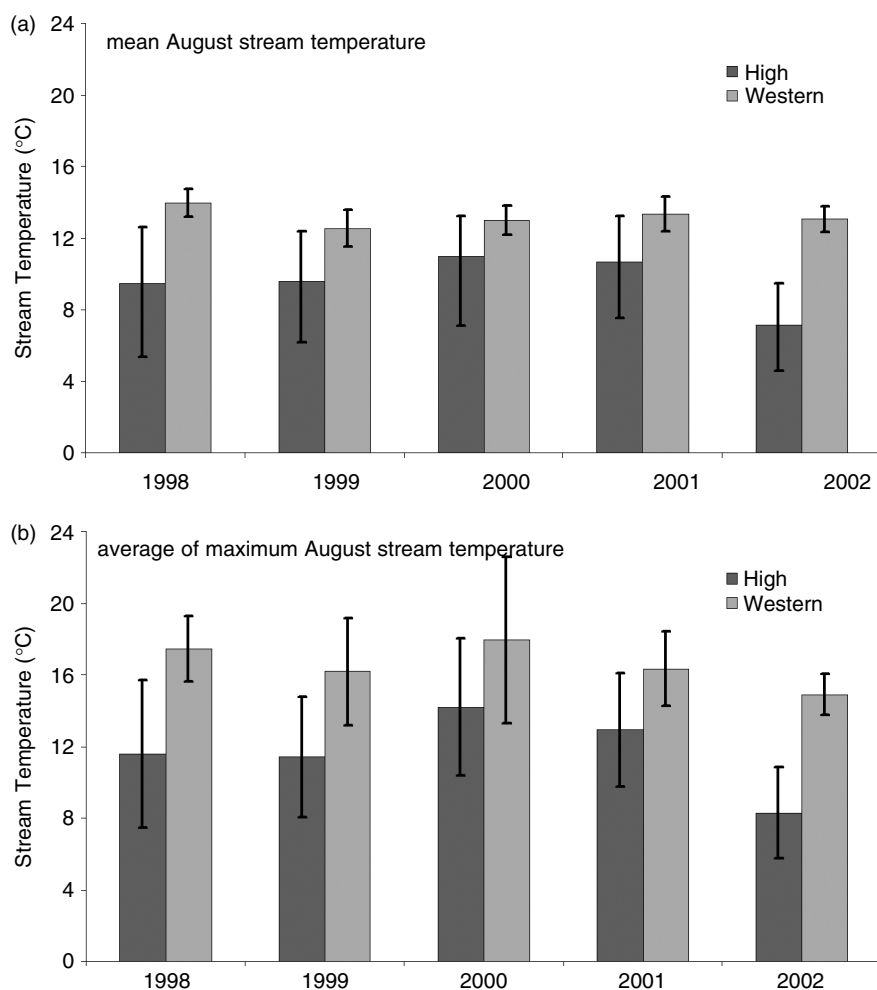 (a)
mean August stream temperature
High
Western
Stream Temperature (°C)
24
20
16
12
8
4
0
1998 1999 2000 2001 2002
(b)
average of maximum August stream temperature
High
Western
Stream Temperature (°C)
24
20
16
12
8
4
0
1998 1999 2000 2001 2002